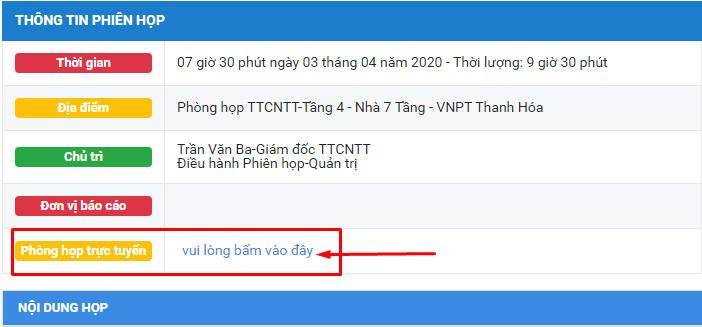 THÔNG TIN PHIÊN HỌP
Thời gian
07 giờ 30 phút ngày 03 tháng 04 năm 2020 - Thời lượng: 9 giờ 30 phút
Địa điểm
Phòng họp TTCNTT-Tầng 4 - Nhà 7 Tầng - VNPT Thanh Hóa
Chủ trì
Trần Văn Ba-Giám đốc TTCNTT
Điều hành Phiên họp-Quản trị
Đơn vị báo cáo
Phòng họp trực tuyến
vui lòng bấm vào đây
NỘI DUNG HỌP